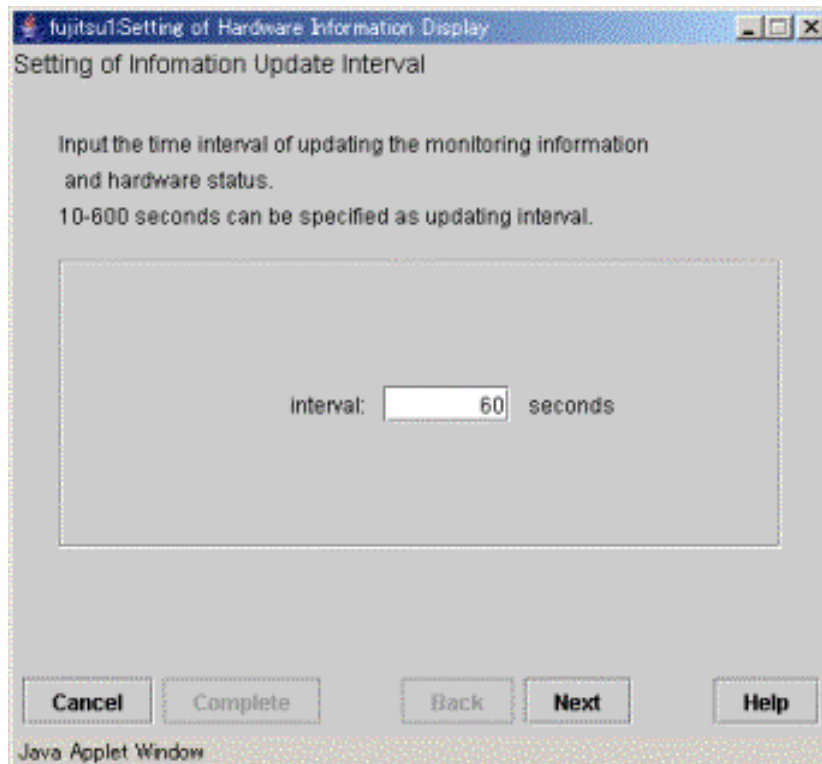 fujitsu1:Setting of Hardware Information Display
Setting of Infomation Update Interval
Input the time interval of updating the monitoring information
and hardware status.
10-600 seconds can be specified as updating interval.
interval: 60 seconds
Cancel Complete Back Next Help
Java Applet Window